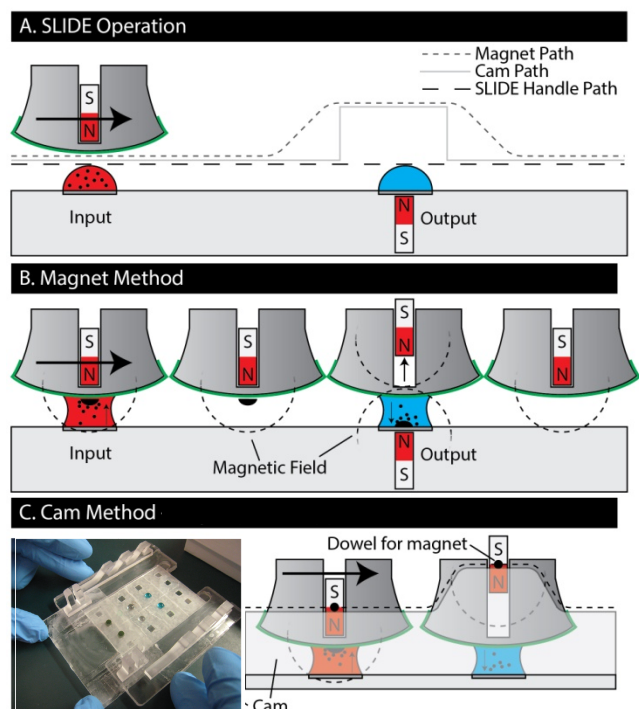 A. SLIDE Operation
Magnet Path
Cam Path
SLIDE Handle Path
S
N
Input
N
S
Output
B. Magnet Method
S
N
S
N
S
N
S
N
Input
Magnetic Field
N
S
Output
C. Cam Method
Dowel for magnet
S
N
S
N
Cam